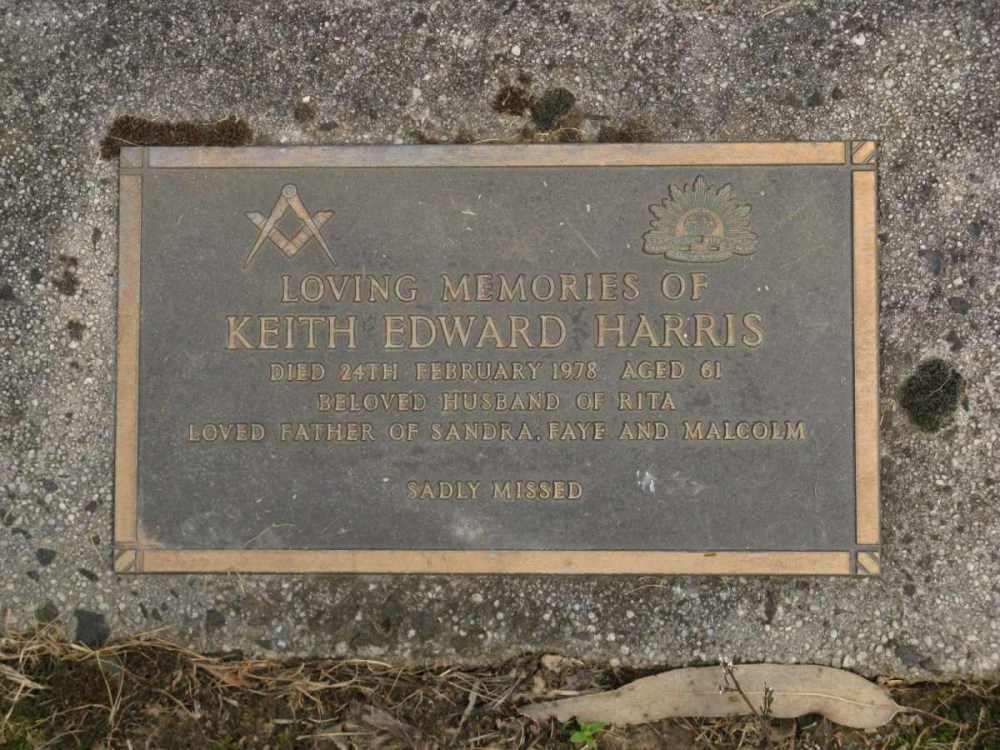 LOVING MEMORIES OF
KEITH EDWARD HARRIS
DIED 24TH FEBRUARY 1978 AGED 61
BELOVED HUSBAND OF RITA
LOVED FATHER OF SANDRA, FAYE AND MALCOLM
SADLY MISSED